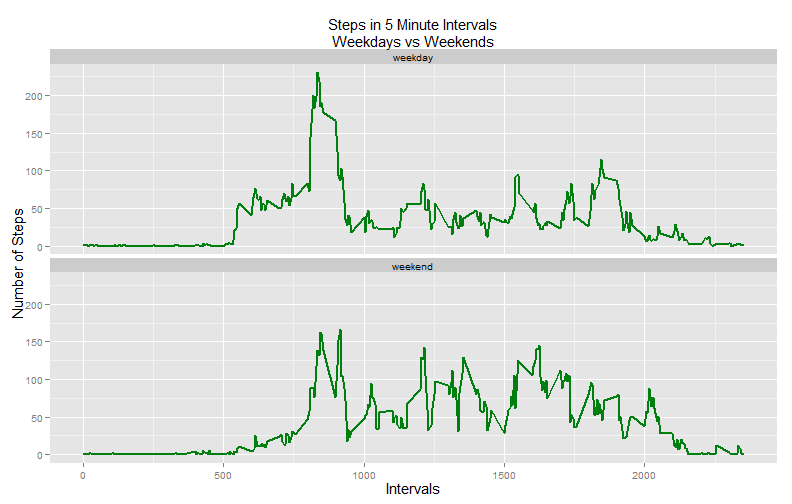 Steps in 5 Minute Intervals
Weekdays vs Weekends
weekday
200
150
100
50
0
weekend
200
150
100
50
0
Number of Steps
0 500 1000 1500 2000
Intervals